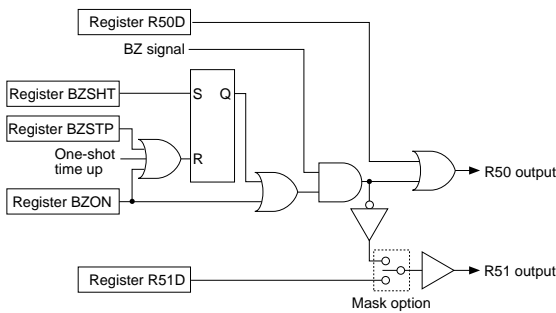 Register R50D
BZ signal
Register BZSHT
S Q
Register BZSTP
One-shot
time up
R
Register BZON
R50 output
R51 output
Register R51D
Mask option